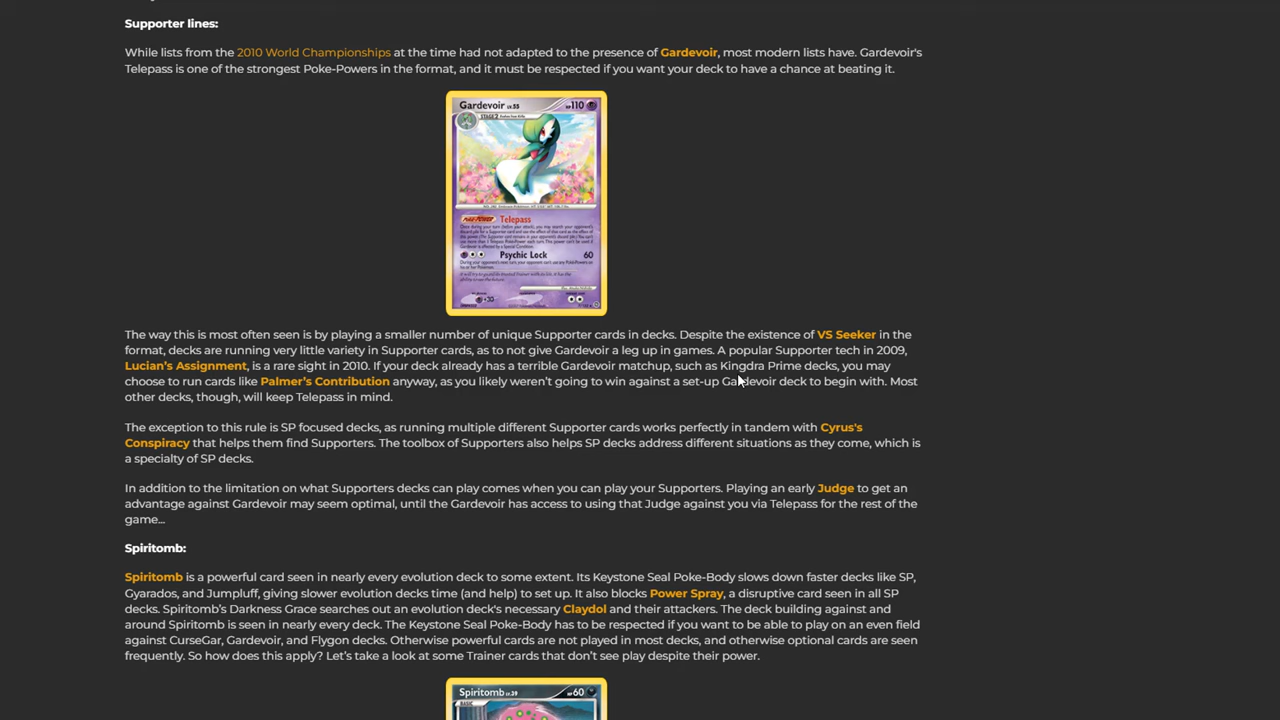 Supporter lines:
While lists from the 2010 World Championships at the time had not adapted to the presence of Gardevoir, most modern lists have. Gardevoir's
Telepass is one of the strongest Poke-Powers in the format, and it must be respected if you want your deck to have a chance at beating it.
Gardevoir LV.55 HP110
STAGE 2
Telepass
Psychic Lock 60
+30
The way this is most often seen is by playing a smaller number of unique Supporter cards in decks. Despite the existence of VS Seeker in the
format, decks are running very little variety in Supporter cards, as to not give Gardevoir a leg up in games. A popular Supporter tech in 2009,
Lucian's Assignment, is a rare sight in 2010. If your deck already has a terrible Gardevoir matchup, such as Kingdra Prime decks, you may
choose to run cards like Palmer's Contribution anyway, as you likely weren't going to win against a set-up Gardevoir deck to begin with. Most
other decks, though, will keep Telepass in mind.
The exception to this rule is SP focused decks, as running multiple different Supporter cards works perfectly in tandem with Cyrus's
Conspiracy that helps them find Supporters. The toolbox of Supporters also helps SP decks address different situations as they come, which is
a specialty of SP decks.
In addition to the limitation on what Supporters decks can play comes when you can play your Supporters. Playing an early Judge to get an
advantage against Gardevoir may seem optimal, until the Gardevoir has access to using that Judge against you via Telepass for the rest of the
game...
Spiritomb:
Spiritomb is a powerful card seen in nearly every evolution deck to some extent. Its Keystone Seal Poke-Body slows down faster decks like SP,
Gyarados, and Jumpluff, giving slower evolution decks time (and help) to set up. It also blocks Power Spray, a disruptive card seen in all SP
decks. Spiritomb's Darkness Grace searches out an evolution deck's necessary Claydol and their attackers. The deck building against and
around Spiritomb is seen in nearly every deck. The Keystone Seal Poke-Body has to be respected if you want to be able to play on an even field
against CurseGar, Gardevoir, and Flygon decks. Otherwise powerful cards are not played in most decks, and otherwise optional cards are seen
frequently. So how does this apply? Let's take a look at some Trainer cards that don't see play despite their power.
Spiritomb LV.39 HP60
BASIC